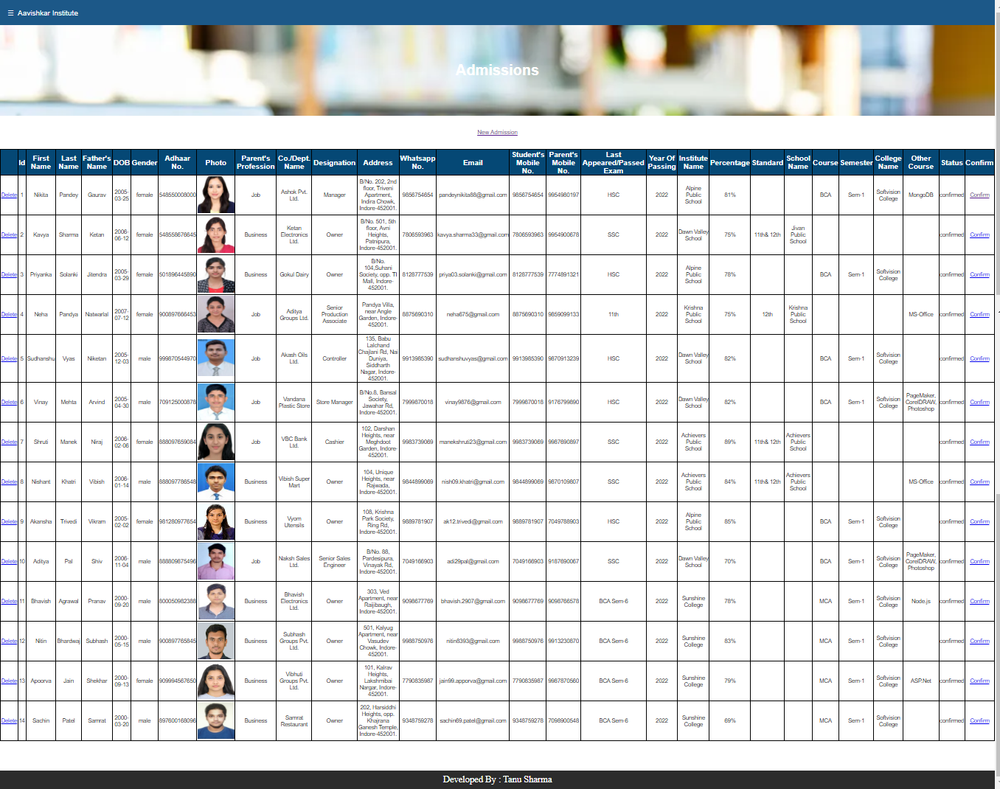 ☰ Aavishkar Institute
Admissions
New Admission
Id First Name Last Name Father's Name DOB Gender Adhaar No. Photo Parent's Profession Co./Dept. Name Designation Address Whatsapp No. Email Student's Mobile No. Parent's Mobile No. Last Appeared/Passed Exam Year Of Passing Institute Name Percentage Standard School Name Course Semester College Name Other Course Status Confirm
Delete 1 Nikita Pandey Gaurav 2005-03-25 female 548550008000 Job Ashok Pvt. Ltd. Manager B/No. 202, 2nd floor, Triveni Apartment, Indira Chowk, Indore-452001. 9856754654 pandeynikita88@gmail.com 9856754654 9954980197 HSC 2022 Alpine Public School 81% BCA Sem-1 Softvision College MongoDB confirmed Confirm
Delete 2 Kavya Sharma Ketan 2006-06-12 female 548558676645 Business Ketan Electronics Ltd. Owner B/No. 501, 5th floor, Avni Heights, Patnipura, Indore-452001. 7806593963 kavya.sharma33@gmail.com 7806593963 9954900678 SSC 2022 Dawn Valley School 75% 11th& 12th Jivan Public School confirmed Confirm
Delete 3 Priyanka Solanki Jitendra 2005-03-29 female 501896445890 Business Gokul Dairy Owner B/No. 104,Suhani Society, opp. TI Mall, Indore-452001. 8128777539 priya03.solanki@gmail.com 8128777539 7774891321 HSC 2022 Alpine Public School 78% BCA Sem-1 Softvision College confirmed Confirm
Delete 4 Neha Pandya Natwarlal 2007-07-12 female 900897666453 Job Aditya Groups Ltd. Senior Production Associate Pandya Villa, near Angle Garden, Indore-452001. 8875690310 neha675@gmail.com 8875690310 9859099133 11th 2022 Krishna Public School 75% 12th Krishna Public School MS-Office confirmed Confirm
Delete 5 Sudhanshu Vyas Niketan 2005-12-03 male 999870544970 Job Akash Oils Ltd. Controller 135, Babu Lalchand Chajlani Rd, Nai Duniya, Siddharth Nagar, Indore-452001. 9913985390 sudhanshuvyas@gmail.com 9913985390 9870913239 HSC 2022 Dawn Valley School 82% BCA Sem-1 Softvision College confirmed Confirm
Delete 6 Vinay Mehta Arvind 2005-04-30 male 709125000878 Job Vandana Plastic Store Store Manager B/No.8, Bansal Society, Jawahar Rd, Indore-452001. 7999870018 vinay9876@gmail.com 7999870018 9176799890 HSC 2022 Dawn Valley School 82% BCA Sem-1 Softvision College PageMaker, CorelDRAW, Photoshop confirmed Confirm
Delete 7 Shruti Manek Niraj 2006-02-06 female 888097659084 Job VBC Bank Ltd. Cashier 102, Darshan Heights, near Meghdoot Garden, Indore-452001. 9983739069 manekshruti23@gmail.com 9983739069 9987690897 SSC 2022 Achievers Public School 89% 11th& 12th Achievers Public School confirmed Confirm
Delete 8 Nishant Khatri Vibish 2006-01-14 male 888097786548 Business Vibish Super Mart Owner 104, Unique Heights, near Rajwada, Indore-452001. 9844899069 nish09.khatri@gmail.com 9844899069 9870109807 SSC 2022 Achievers Public School 84% 11th& 12th Achievers Public School MS-Office confirmed Confirm
Delete 9 Akansha Trivedi Vikram 2005-02-02 female 981280977654 Business Vyom Utensils Owner 108, Krishna Park Society, Ring Rd, Indore-452001. 9889781907 ak12.trivedi@gmail.com 9889781907 7049788903 HSC 2022 Alpine Public School 85% BCA Sem-1 Softvision College confirmed Confirm
Delete 10 Aditya Pal Shiv 2006-11-04 male 888809875496 Job Naksh Sales Ltd. Senior Sales Engineer B/No. 88, Pardesipura, Vinayak Rd, Indore-452001. 7049166903 adi29pal@gmail.com 7049166903 9187690067 SSC 2022 Dawn Valley School 70% BCA Sem-1 Softvision College PageMaker, CorelDRAW, Photoshop confirmed Confirm
Delete 11 Bhavish Agrawal Pranav 2000-09-20 male 800050982388 Business Bhavish Electronics Ltd. Owner 303, Ved Apartment, near Raijibaugh, Indore-452001. 9098677769 bhavish.2907@gmail.com 9098677769 9098766578 BCA Sem-6 2022 Sunshine College 78% MCA Sem-1 Softvision College Node.js confirmed Confirm
Delete 12 Nitin Bhardwaj Subhash 2000-05-15 male 900897765845 Business Subhash Groups Pvt. Ltd. Owner 501, Kalyug Apartment, near Vasudev Chowk, Indore-452001. 9988750976 nitin8393@gmail.com 9988750976 9913230870 BCA Sem-6 2022 Sunshine College 83% MCA Sem-1 Softvision College confirmed Confirm
Delete 13 Apoorva Jain Shekhar 2000-09-13 female 909994567650 Business Vibhuti Groups Pvt. Ltd. Owner 101, Kalrav Heights, Lakshmibai Nargar, Indore-452001. 7790835987 jain99.apporva@gmail.com 7790835987 9987870560 BCA Sem-6 2022 Sunshine College 79% MCA Sem-1 Softvision College ASP.Net confirmed Confirm
Delete 14 Sachin Patel Samrat 2000-03-20 male 897600168096 Business Samrat Restaurant Owner 202, Harsiddhi Heights, opp. Khajrana Ganesh Temple, Indore-452001. 9348759278 sachin69.patel@gmail.com 9348759278 7098900548 BCA Sem-6 2022 Sunshine College 69% MCA Sem-1 Softvision College confirmed Confirm
Developed By : Tanu Sharma